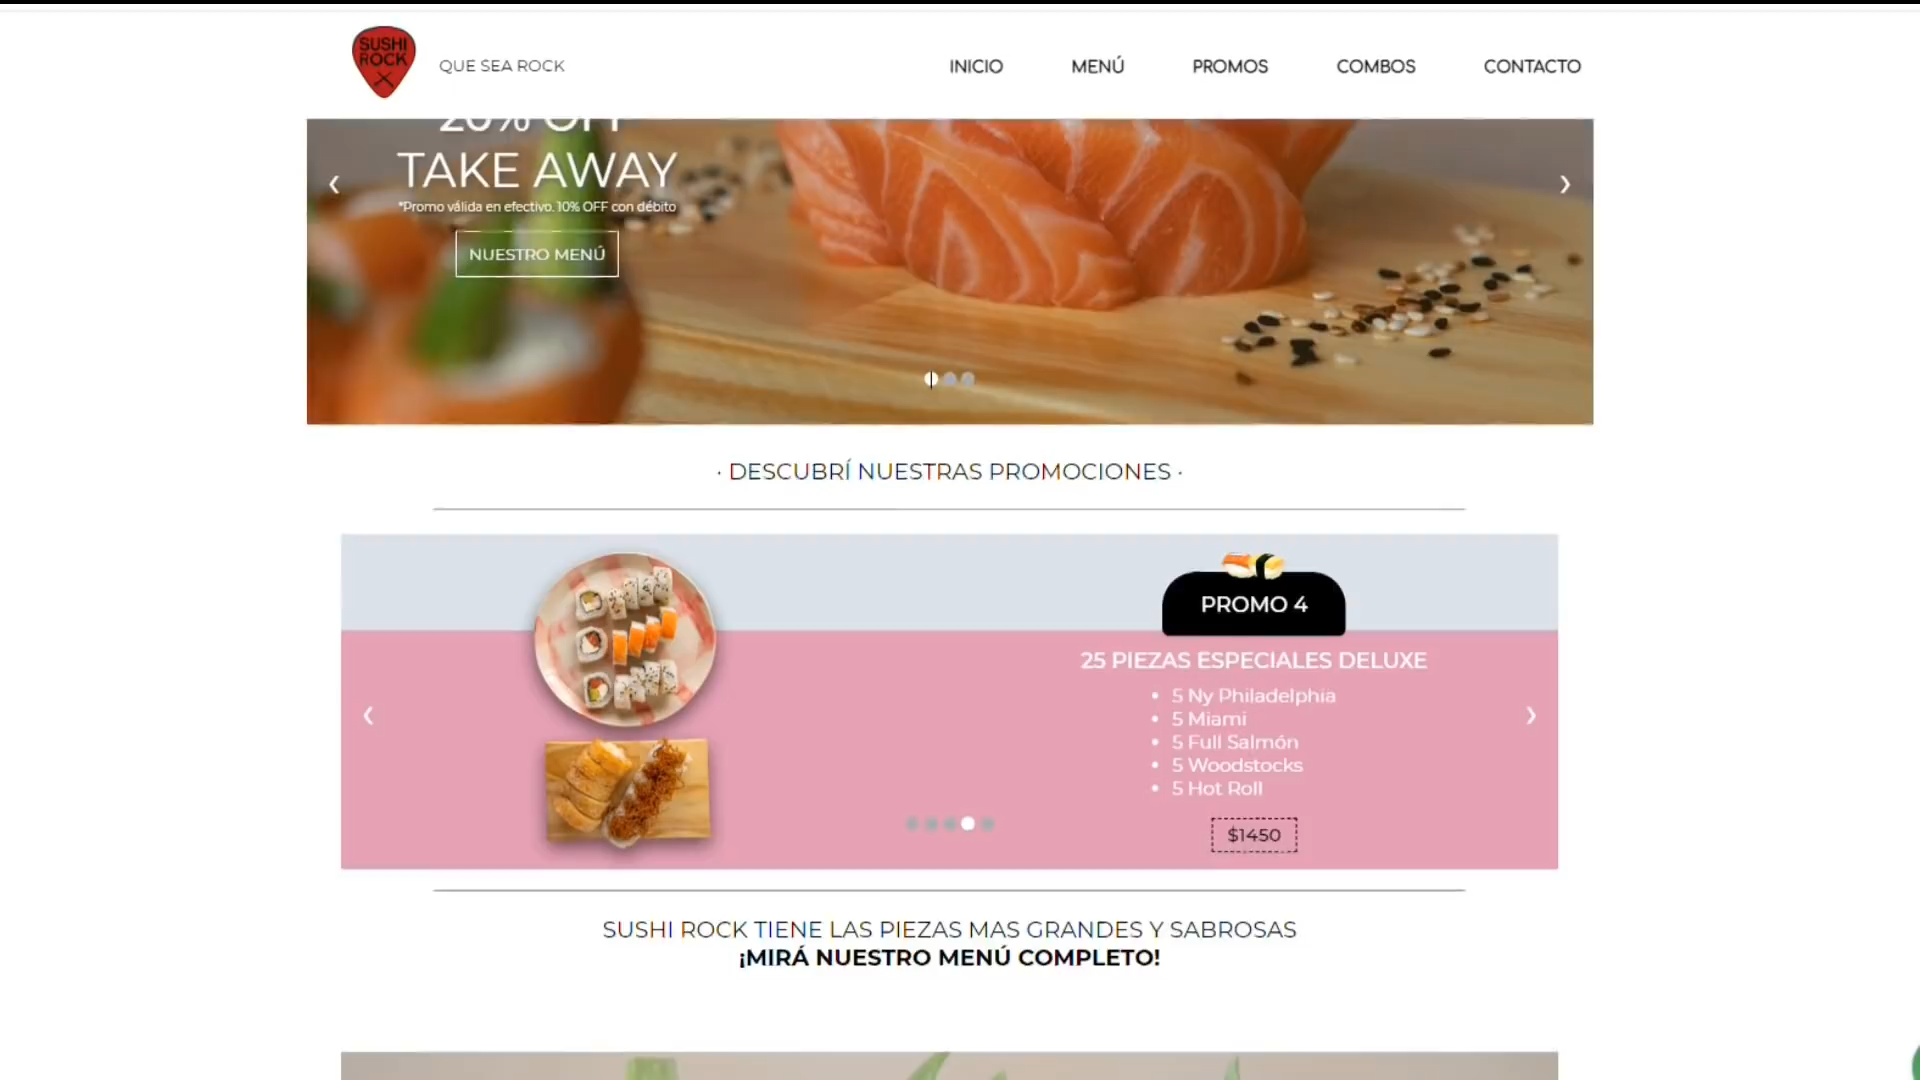 SUSHI
ROCK
QUE SEA ROCK
INICIO
MENÚ
PROMOS
COMBOS
CONTACTO
20% OFF
TAKE AWAY
*Promo válida en efectivo. 10% OFF con débito
NUESTRO MENÚ
· DESCUBRÍ NUESTRAS PROMOCIONES ·
PROMO 4
25 PIEZAS ESPECIALES DELUXE
• 5 Ny Philadelphia
• 5 Miami
• 5 Full Salmón
• 5 Woodstocks
• 5 Hot Roll
$1450
SUSHI ROCK TIENE LAS PIEZAS MAS GRANDES Y SABROSAS
¡MIRÁ NUESTRO MENÚ COMPLETO!